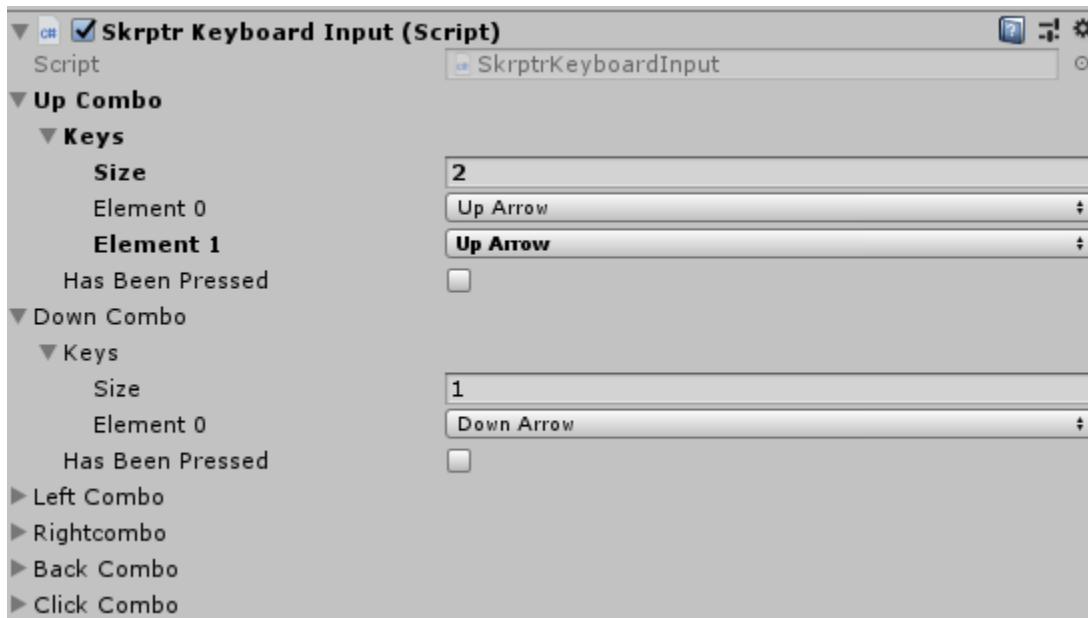 Skrptr Keyboard Input (Script)
Script SkrptrKeyboardInput
Up Combo
Keys
Size 2
Element 0 Up Arrow
Element 1 Up Arrow
Has Been Pressed
Down Combo
Keys
Size 1
Element 0 Down Arrow
Has Been Pressed
Left Combo
Rightcombo
Back Combo
Click Combo